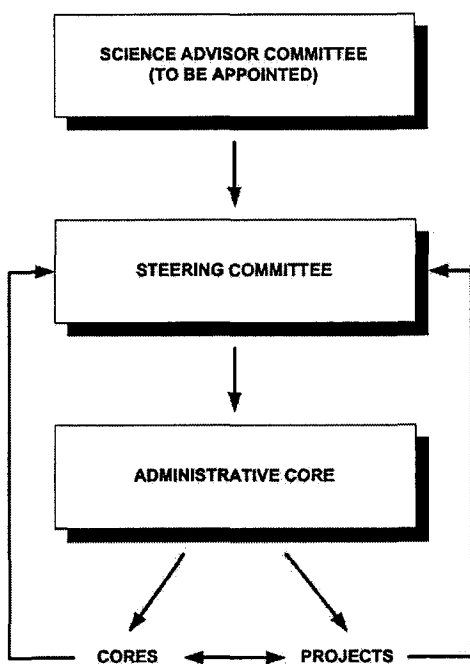 SCIENCE ADVISOR COMMITTEE
(TO BE APPOINTED)
STEERING COMMITTEE
ADMINISTRATIVE CORE
CORES
PROJECTS